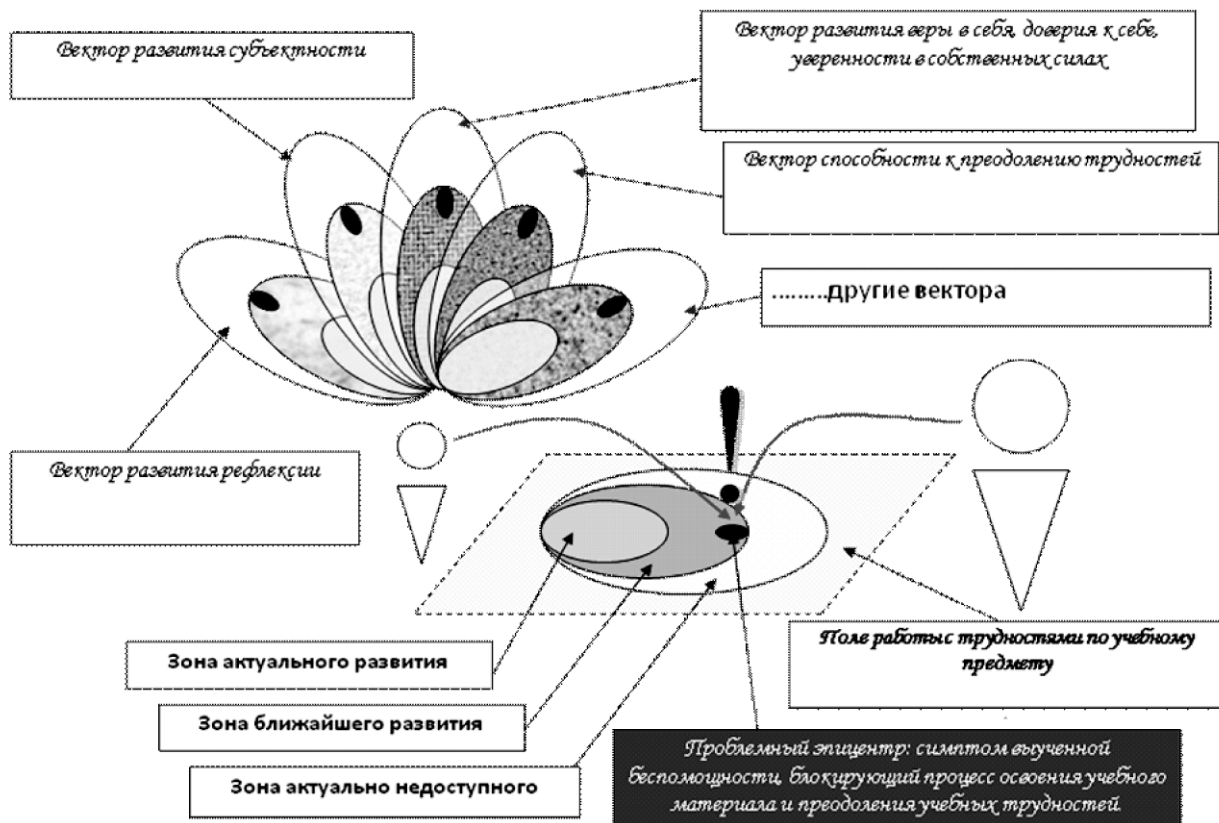 Вектор развития субъектности
Вектор развития веры в себя, доверия к себе,
уверенности в собственных силах
Вектор способности к преодолению трудностей
.........другие вектора
Вектор развития рефлексии
Поле работы с трудностями по учебному
предмету
Зона актуального развития
Зона ближайшего развития
Зона актуально недоступного
Проблемный эпицентр: симптом выученной
беспомощности, блокирующий процесс освоения учебного
материала и преодоления учебных трудностей.